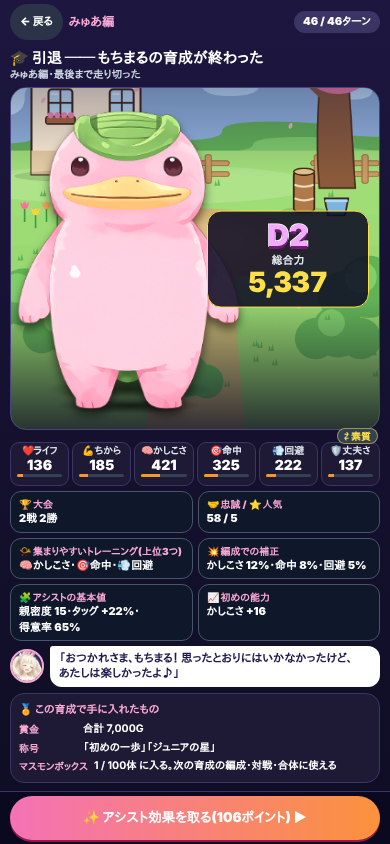 ← 戻る
みゅあ編
46 / 46ターン
🎓 引退 ── もちまるの育成が終わった
みゅあ編・最後まで走り切った
D2
総合力
5,337
素質
❤️ライフ
136
💪ちから
185
🧠かしこさ
421
🎯命中
325
💨回避
222
🛡️丈夫さ
137
🏆 大会
2戦 2勝
🤝 忠誠 / ⭐ 人気
58 / 5
集まりやすいトレーニング(上位3つ)
🧠かしこさ・🎯命中・💨回避
💥 編成での補正
かしこさ 12%・命中 8%・回避 5%
🧩 アシストの基本値
親密度 15・タッグ +22%・
得意率 65%
📈 初めの能力
かしこさ +16
「おつかれさま、もちまる! 思ったとおりにはいかなかったけど、
あたしは楽しかったよ♪」
🏅 この育成で手に入れたもの
賞金 合計 7,000G
称号 「初めの一歩」「ジュニアの星」
マスモンボックス 1 / 100体 に入る。次の育成の編成・対戦・合体に使える
✨ アシスト効果を取る(106ポイント) ▶